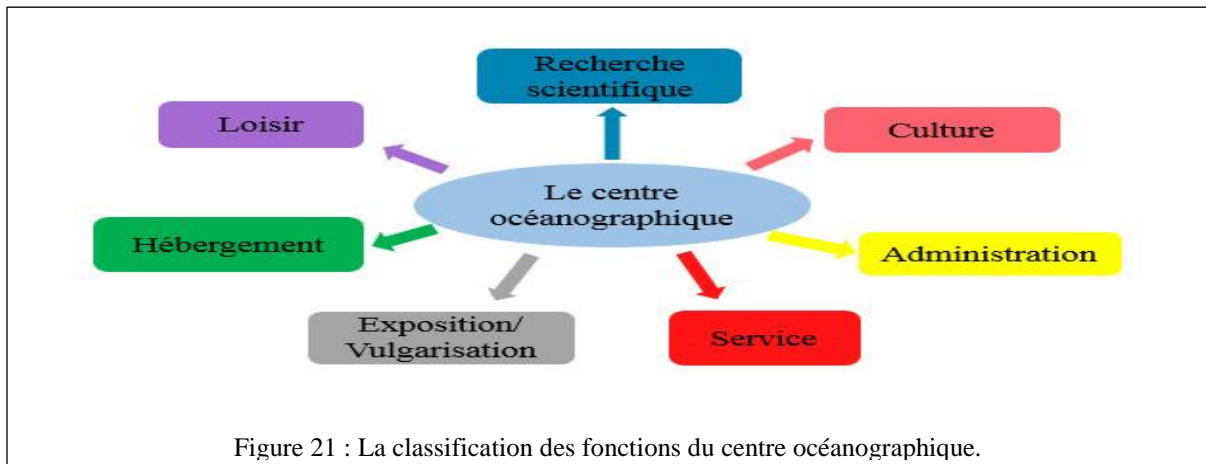 Recherche
scientifique
Loisir
Culture
Le centre
océanographique
Hébergement
Administration
Exposition/
Vulgarisation
Service
Figure 21 : La classification des fonctions du centre océanographique.